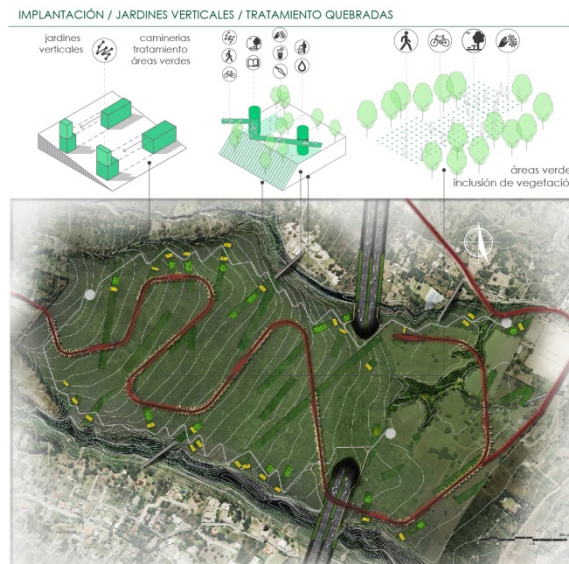 IMPLANTACIÓN / JARDINES VERTICALES / TRATAMIENTO QUEBRADAS
jardines
verticales
caminerias
tratamiento
áreas verdes
áreas verde
inclusión de vegetació